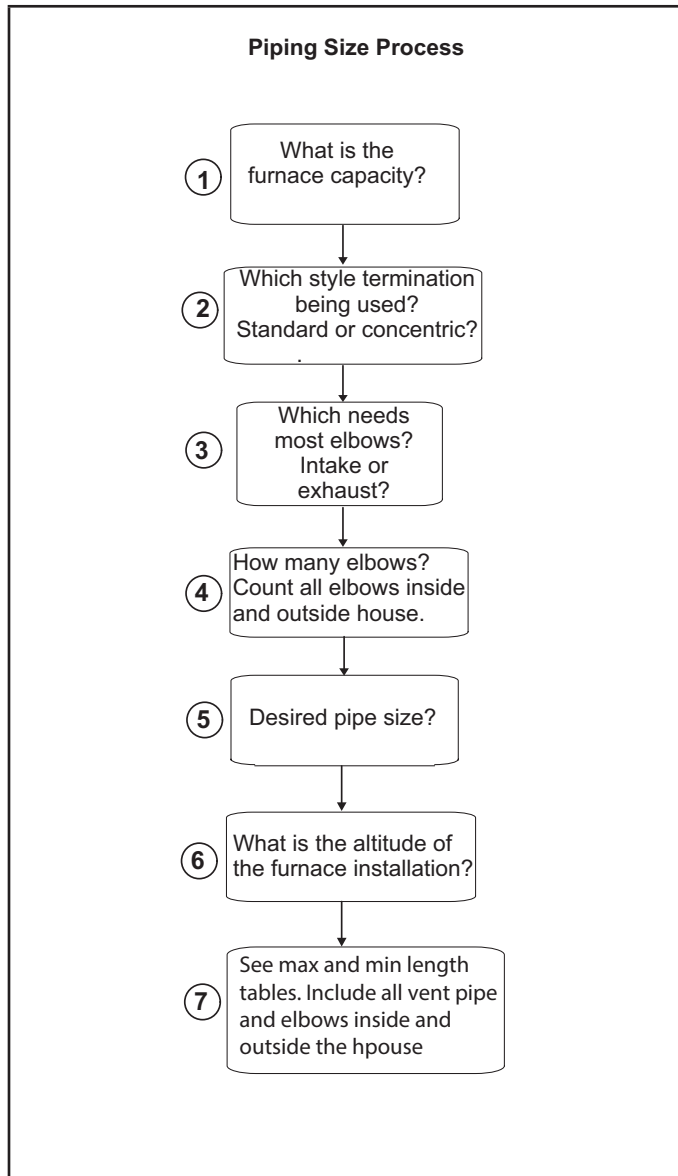 Piping Size Process
1
What is the
furnace capacity?
2
Which style termination
being used?
Standard or concentric?
.
3
Which needs
most elbows?
Intake or
exhaust?
4
How many elbows?
Count all elbows inside
and outside house.
5
Desired pipe size?
6
What is the altitude of
the furnace installation?
7
See max and min length
tables. Include all vent pipe
and elbows inside and
outside the hpouse